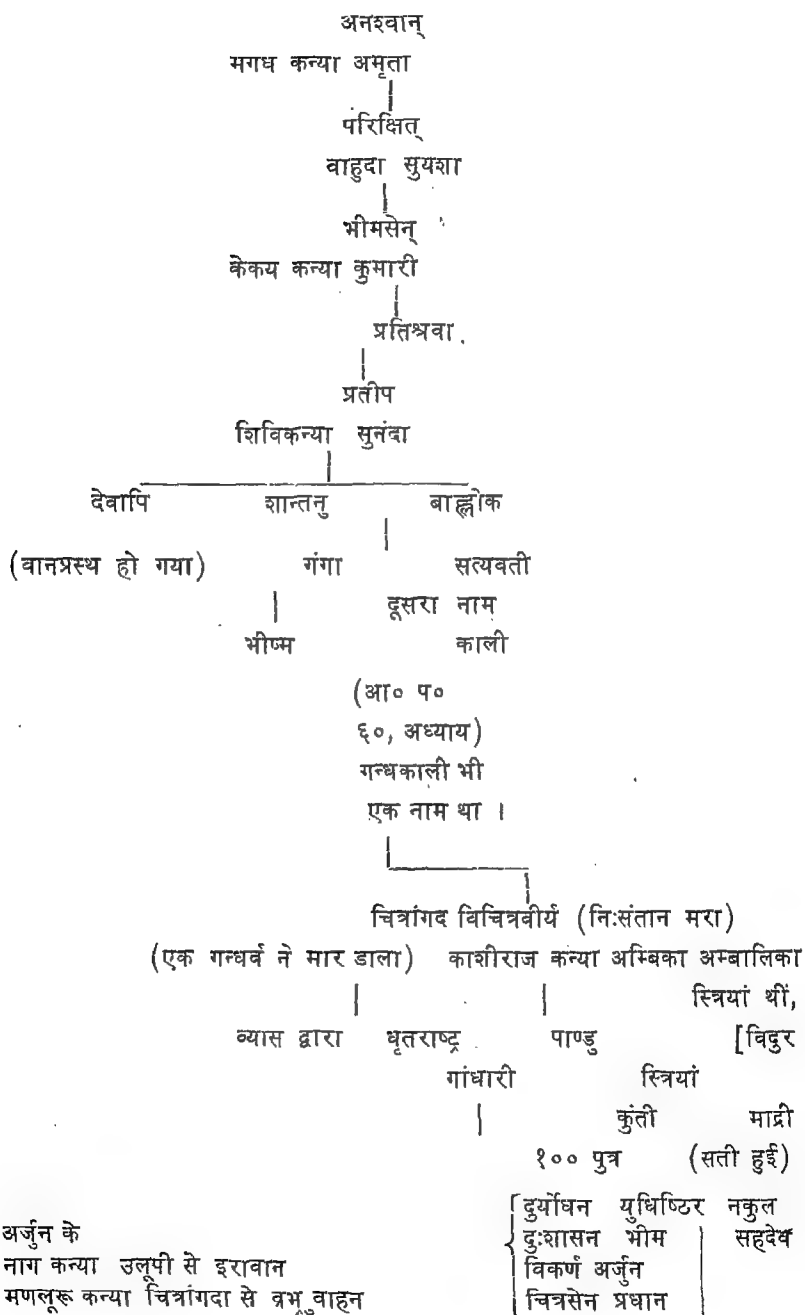 अनश्वान्
मगध कन्या अमृता
परिक्षित्
वाहुदा सुयशा
भीमसेन्
केकय कन्या कुमारी
प्रतिश्रवा
प्रतीप
शिविकन्या सुनंदा
देवापि शान्तनु बाह्लोक
(वानप्रस्थ हो गया) गंगा सत्यवती
दूसरा नाम
भीष्म काली
(आ० प०
६०, अध्याय)
गन्धकाली भी
एक नाम था ।
चित्रांगद विचित्रवीर्य (निःसंतान मरा)
(एक गन्धर्व ने मार डाला) काशीराज कन्या अम्बिका अम्बालिका
स्त्रियां थीं,
व्यास द्वारा धृतराष्ट्र पाण्डु [विदुर
गांधारी स्त्रियां
कुंती माद्री
१०० पुत्र (सती हुई)
दुर्योधन युधिष्टिर नकुल
अर्जुन के दुःशासन भीम सहदेव
नाग कन्या उलूपी से इरावान विकर्ण अर्जुन
मणलूरू कन्या चित्रांगदा से व्रभ्रूवाहन चित्रसेन प्रधान